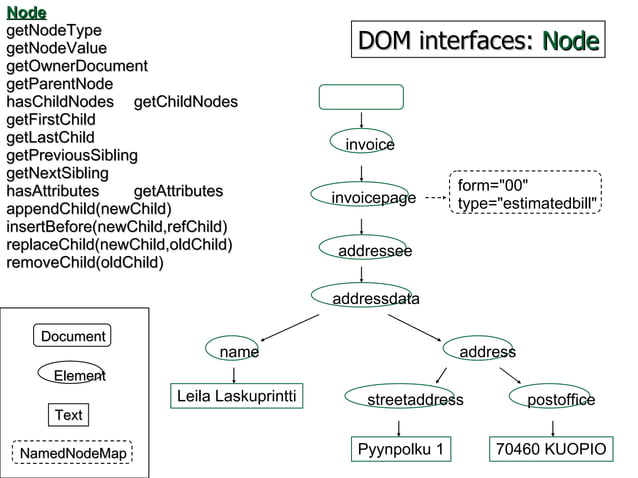 Node
getNodeType
getNodeValue
getOwnerDocument
getParentNode
hasChildNodes getChildNodes
getFirstChild
getLastChild
getPreviousSibling
getNextSibling
hasAttributes getAttributes
appendChild(newChild)
insertBefore(newChild,refChild)
replaceChild(newChild,oldChild)
removeChild(oldChild)
DOM interfaces: Node
invoice
invoicepage
form="00"
type="estimatedbill"
addressee
addressdata
name
address
Leila Laskuprintti
streetaddress
postoffice
Pyynpolku 1
70460 KUOPIO
Document
Element
Text
NamedNodeMap